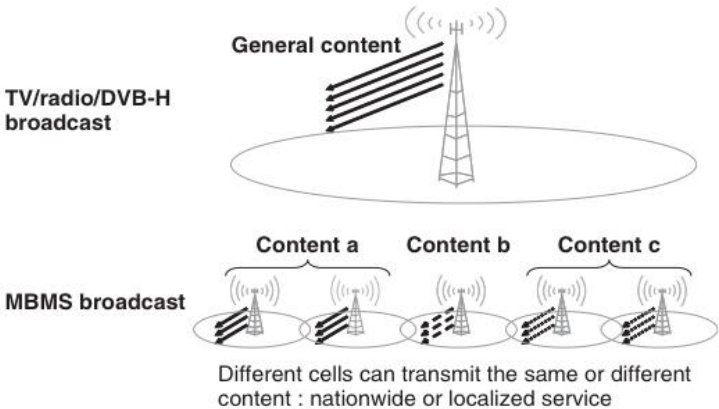 General content
TV/radio/DVB-H
broadcast
Content a
Content b
Content c
MBMS broadcast
Different cells can transmit the same or different
content : nationwide or localized service